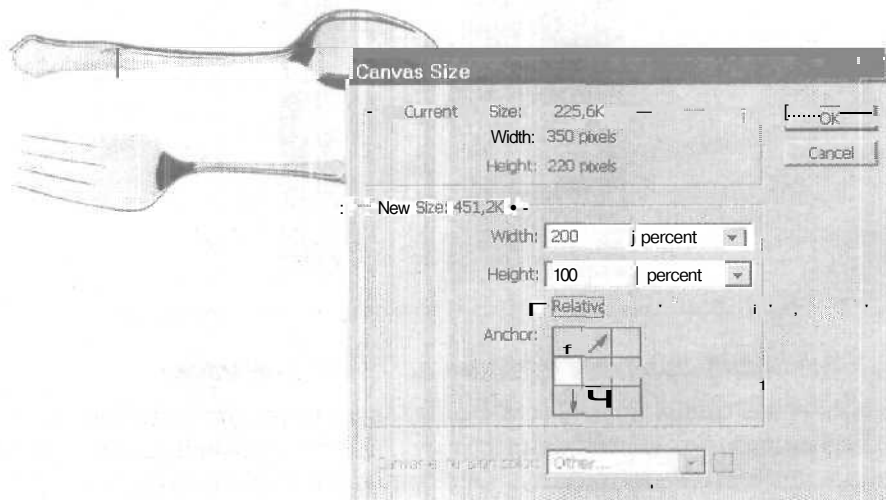 Canvas Size
Current Size: 225,6K
Width: 350 pixels
Height: 220 pixels
OK
Cancel
New Size: 451,2K
Width: 200 percent
Height: 100 percent
Relative
Anchor:
Other...